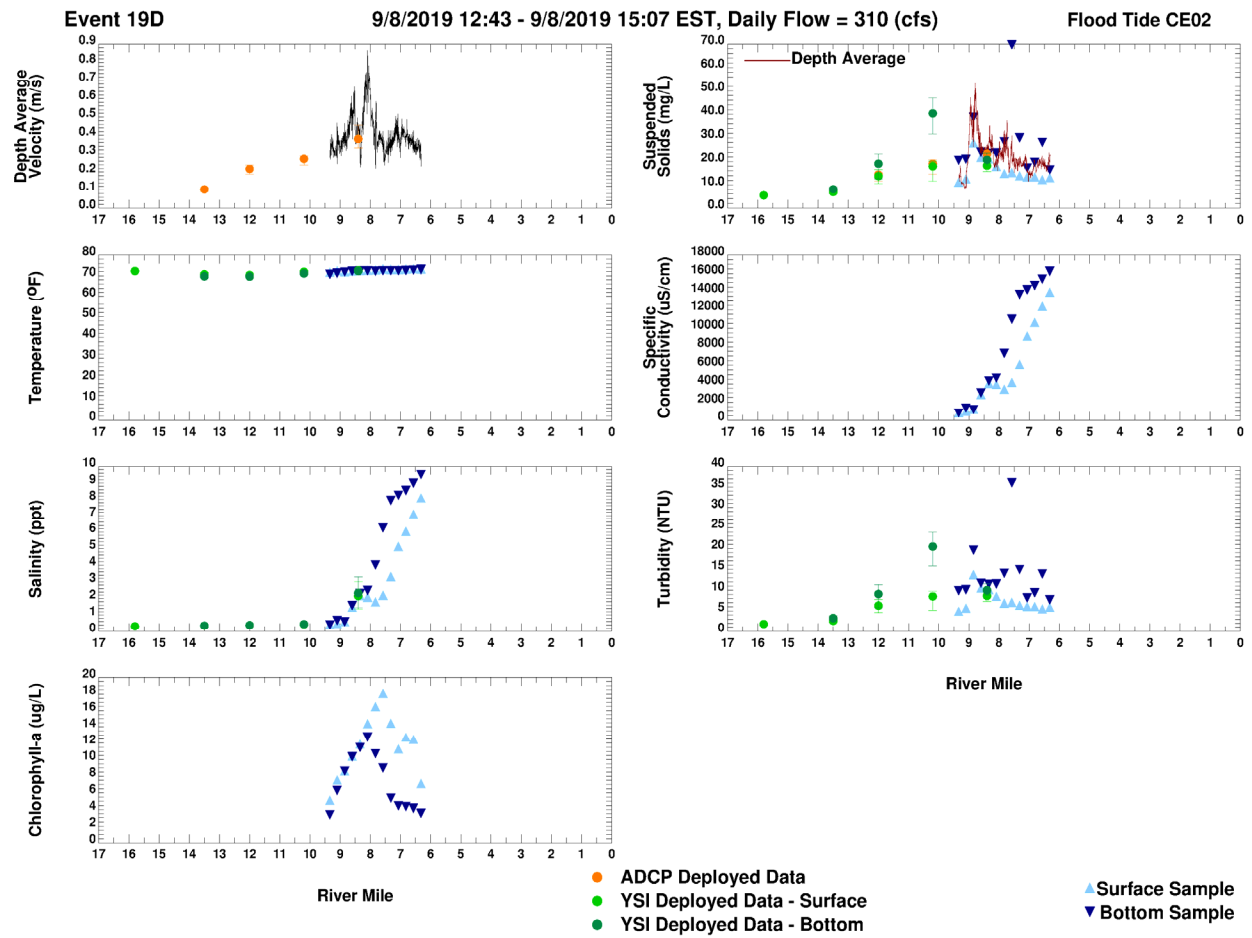 Event 19D
9/8/2019 12:43 - 9/8/2019 15:07 EST, Daily Flow = 310 (cfs)
Flood Tide CE02
Depth Average
Velocity (m/s)
0.9
0.8
0.7
0.6
0.5
0.4
0.3
0.2
0.1
0.0
17 16 15 14 13 12 11 10 9 8 7 6 5 4 3 2 1 0
Suspended
Solids (mg/L)
70.0
60.0
50.0
40.0
30.0
20.0
10.0
0.0
Depth Average
17 16 15 14 13 12 11 10 9 8 7 6 5 4 3 2 1 0
Temperature (ºF)
80
70
60
50
40
30
20
10
0
17 16 15 14 13 12 11 10 9 8 7 6 5 4 3 2 1 0
Specific
Conductivity (uS/cm)
18000
16000
14000
12000
10000
8000
6000
4000
2000
0
17 16 15 14 13 12 11 10 9 8 7 6 5 4 3 2 1 0
Salinity (ppt)
10
9
8
7
6
5
4
3
2
1
0
17 16 15 14 13 12 11 10 9 8 7 6 5 4 3 2 1 0
Turbidity (NTU)
40
35
30
25
20
15
10
5
0
17 16 15 14 13 12 11 10 9 8 7 6 5 4 3 2 1 0
River Mile
Chlorophyll-a (ug/L)
20
18
16
14
12
10
8
6
4
2
0
17 16 15 14 13 12 11 10 9 8 7 6 5 4 3 2 1 0
River Mile
ADCP Deployed Data
YSI Deployed Data - Surface
YSI Deployed Data - Bottom
Surface Sample
Bottom Sample